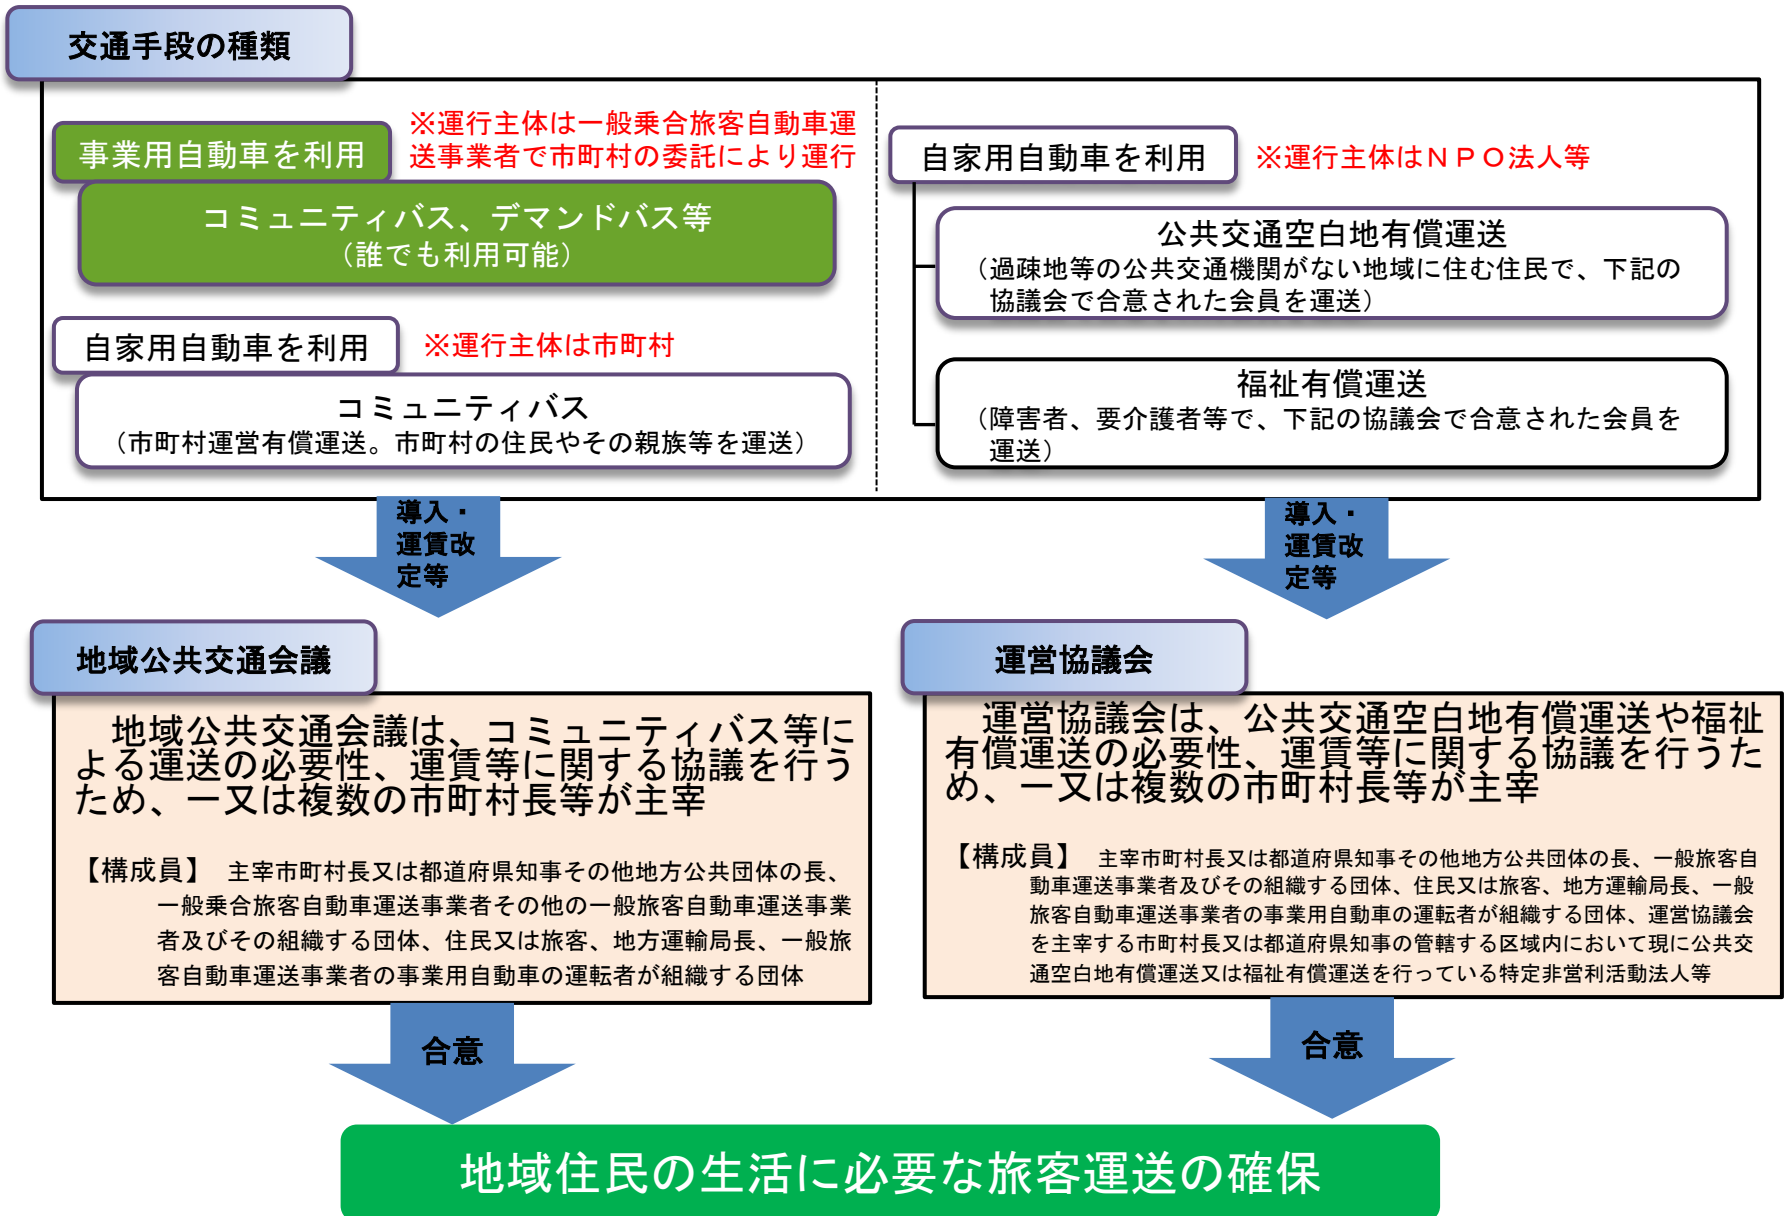 交通手段の種類
事業用自動車を利用
※運行主体は一般乗合旅客自動車運
送事業者で市町村の委託により運行
コミュニティバス、デマンドバス等
（誰でも利用可能）
自家用自動車を利用
※運行主体は市町村
コミュニティバス
（市町村運営有償運送。市町村の住民やその親族等を運送）
自家用自動車を利用
※運行主体はＮＰＯ法人等
公共交通空白地有償運送
（過疎地等の公共交通機関がない地域に住む住民で、下記の
協議会で合意された会員を運送）
福祉有償運送
（障害者、要介護者等で、下記の協議会で合意された会員を
運送）
導入・
運賃改
定等
導入・
運賃改
定等
地域公共交通会議
地域公共交通会議は、コミュニティバス等に
よる運送の必要性、運賃等に関する協議を行う
ため、一又は複数の市町村長等が主宰
【構成員】 主宰市町村長又は都道府県知事その他地方公共団体の長、
一般乗合旅客自動車運送事業者その他の一般旅客自動車運送事業
者及びその組織する団体、住民又は旅客、地方運輸局長、一般旅
客自動車運送事業者の事業用自動車の運転者が組織する団体
運営協議会
運営協議会は、公共交通空白地有償運送や福祉
有償運送の必要性、運賃等に関する協議を行うた
め、一又は複数の市町村長等が主宰
【構成員】 主宰市町村長又は都道府県知事その他地方公共団体の長、一般旅客自
動車運送事業者及びその組織する団体、住民又は旅客、地方運輸局長、一般
旅客自動車運送事業者の事業用自動車の運転者が組織する団体、運営協議会
を主宰する市町村長又は都道府県知事の管轄する区域内において現に公共交
通空白地有償運送又は福祉有償運送を行っている特定非営利活動法人等
合意
合意
地域住民の生活に必要な旅客運送の確保